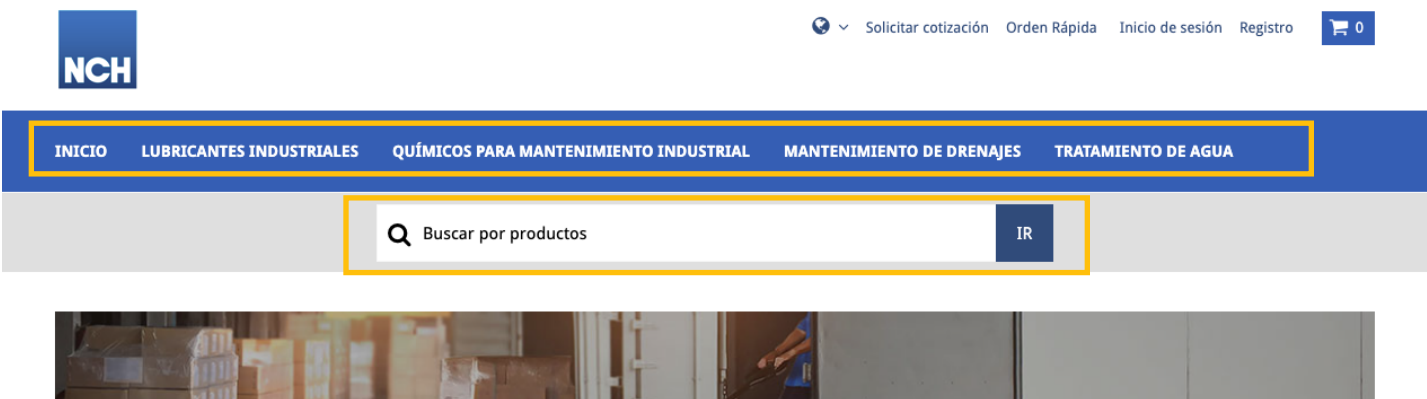 NCH
Solicitar cotización Orden Rápida Inicio de sesión Registro 0
INICIO LUBRICANTES INDUSTRIALES QUÍMICOS PARA MANTENIMIENTO INDUSTRIAL MANTENIMIENTO DE DRENAJES TRATAMIENTO DE AGUA
Buscar por productos IR